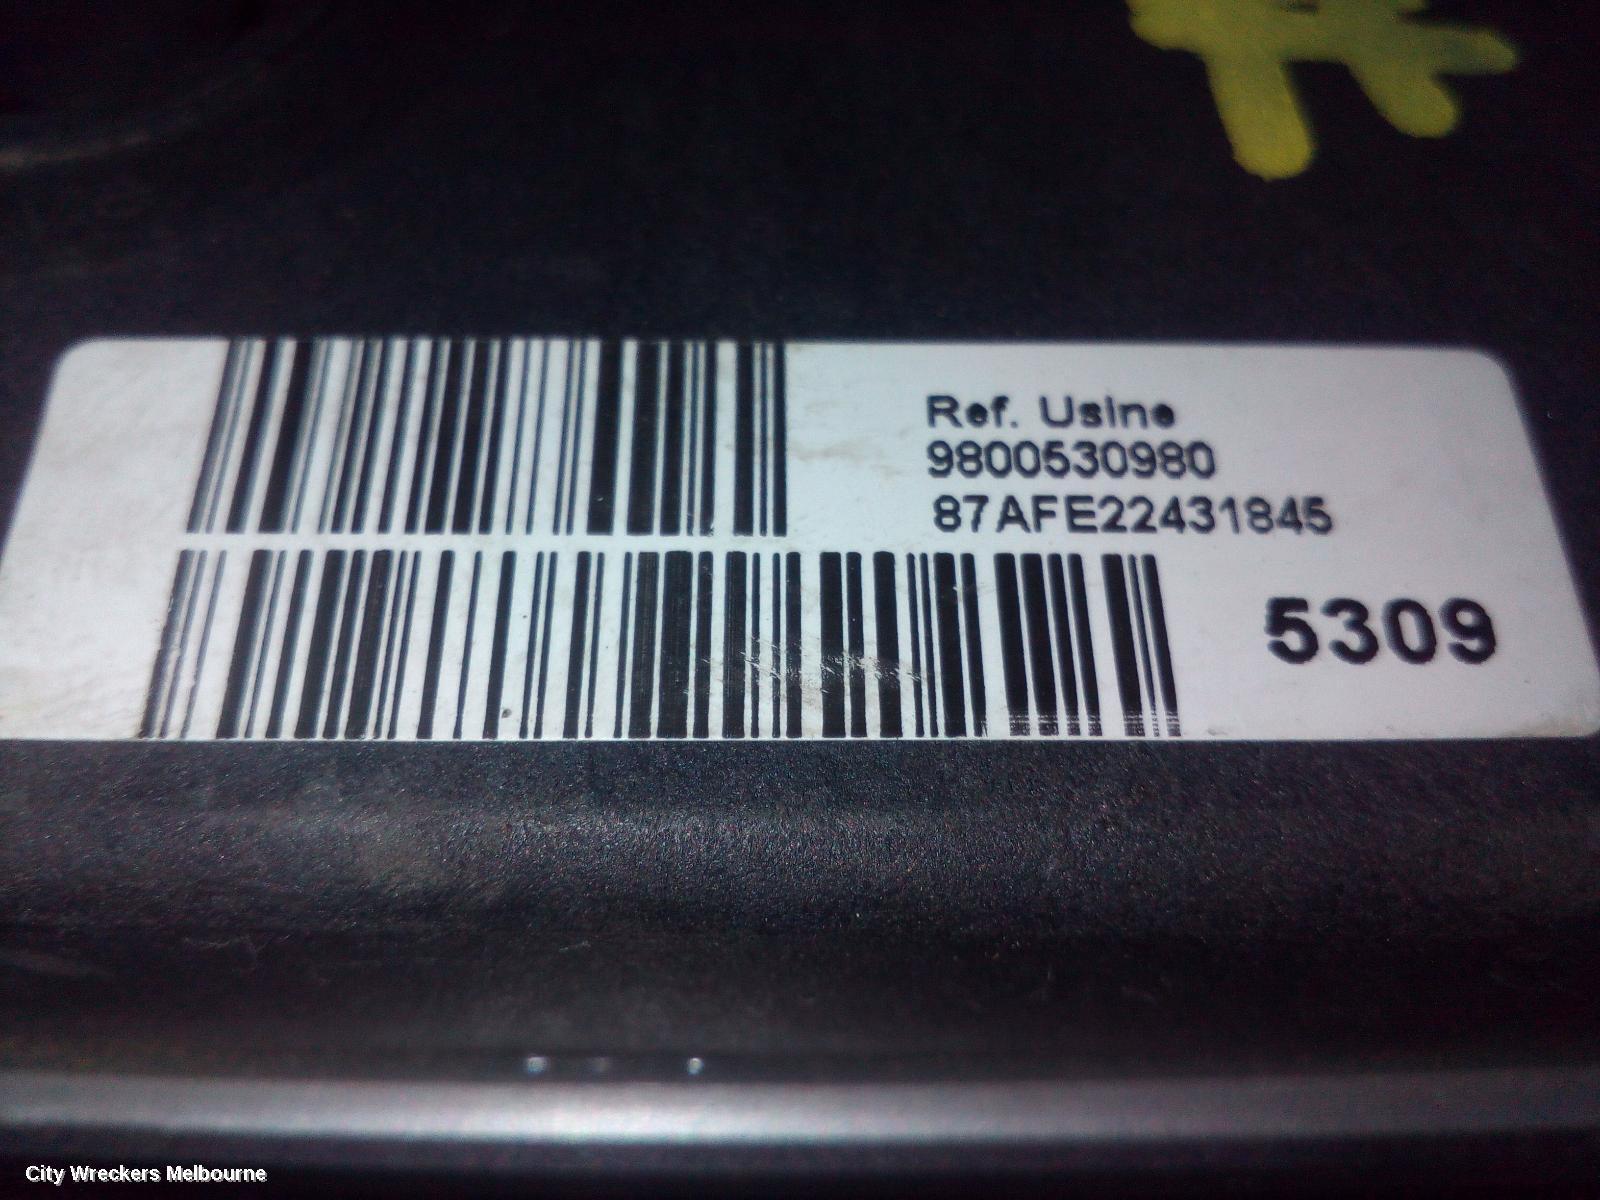 Ref. Usine
9800530980
87AFE22431845
5309
City Wreckers Melbourne